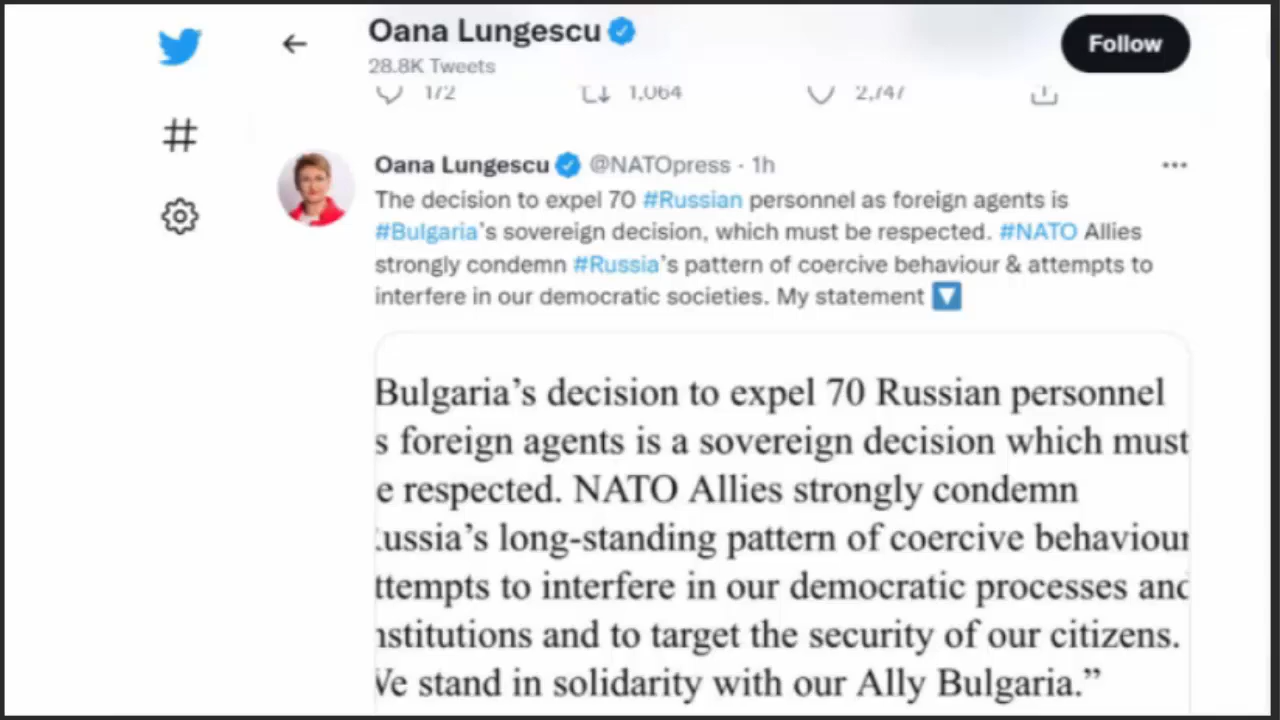 Oana Lungescu
28.8K Tweets
Follow
172 1,064 2,747
Oana Lungescu @NATOpress · 1h
The decision to expel 70 #Russian personnel as foreign agents is
#Bulgaria's sovereign decision, which must be respected. #NATO Allies
strongly condemn #Russia's pattern of coercive behaviour & attempts to
interfere in our democratic societies. My statement
Bulgaria’s decision to expel 70 Russian personnel
s foreign agents is a sovereign decision which must
e respected. NATO Allies strongly condemn
ussia’s long-standing pattern of coercive behaviour
ttempts to interfere in our democratic processes and
nstitutions and to target the security of our citizens.
We stand in solidarity with our Ally Bulgaria.”